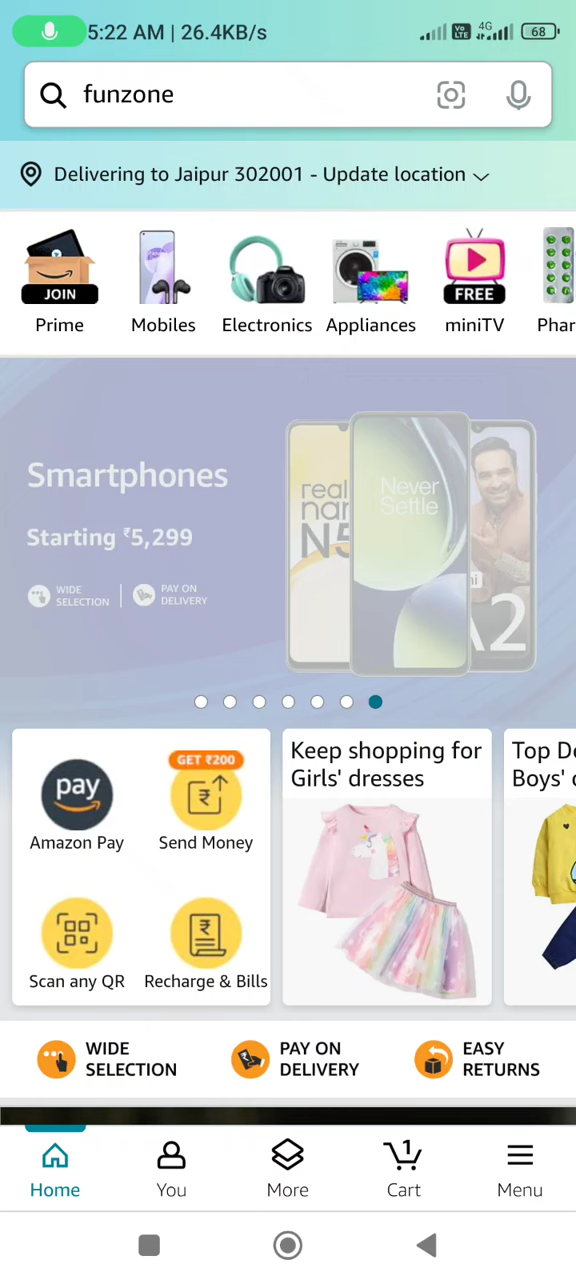 5:22 AM | 26.4KB/s
Vo LTE
4G
68
funzone
Delivering to Jaipur 302001 - Update location
JOIN
FREE
Prime
Mobiles
Electronics
Appliances
miniTV
Phar
Smartphones
Starting ₹5,299
WIDE SELECTION
PAY ON DELIVERY
real
nar
N5
Never
Settle
GET ₹200
pay
Amazon Pay
Send Money
Scan any QR
Recharge & Bills
Keep shopping for
Girls' dresses
Top De
Boys' c
WIDE
SELECTION
PAY ON
DELIVERY
EASY
RETURNS
Home
You
More
1
Cart
Menu